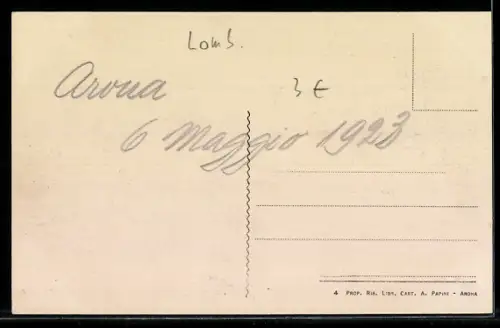 Lomb.
Arona
3 €
6 Maggio 1923
4 PROP. RIS. LIBR. CART. A. PAPINI - ARONA